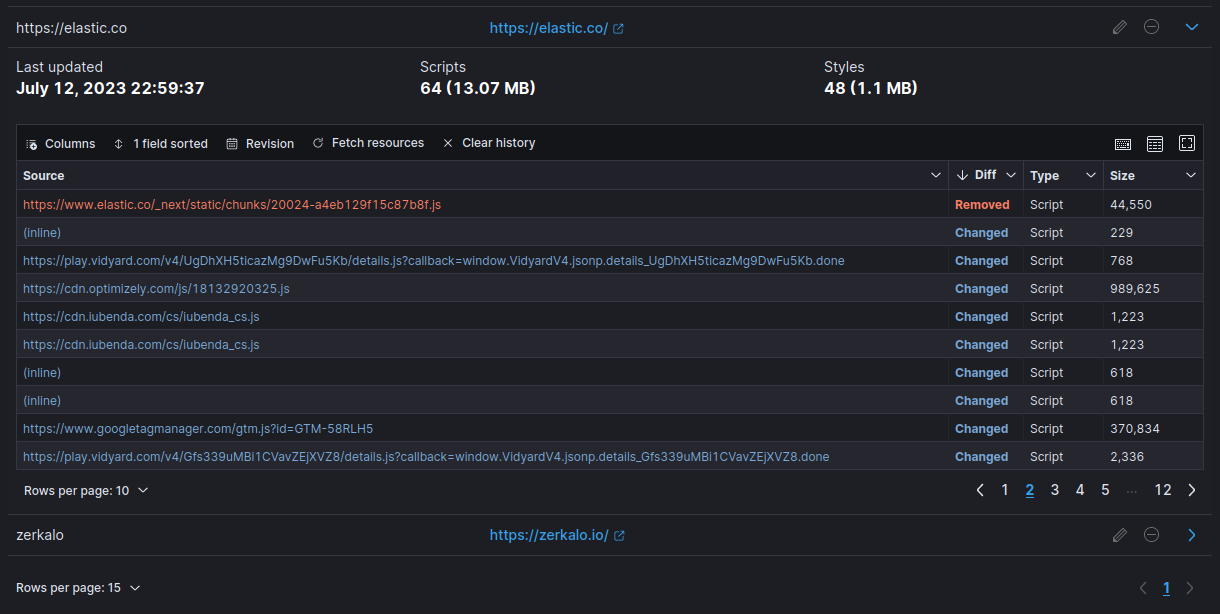 https://elastic.co https://elastic.co/
Last updated Scripts Styles
July 12, 2023 22:59:37 64 (13.07 MB) 48 (1.1 MB)
Columns 1 field sorted Revision Fetch resources Clear history
Source Diff Type Size
https://www.elastic.co/_next/static/chunks/20024-a4eb129f15c87b8f.js Removed Script 44,550
(inline) Changed Script 229
https://play.vidyard.com/v4/UgDhXH5ticazMg9DwFu5Kb/details.js?callback=window.VidyardV4.jsonp.details_UgDhXH5ticazMg9DwFu5Kb.done Changed Script 768
https://cdn.optimizely.com/js/18132920325.js Changed Script 989,625
https://cdn.iubenda.com/cs/iubenda_cs.js Changed Script 1,223
https://cdn.iubenda.com/cs/iubenda_cs.js Changed Script 1,223
(inline) Changed Script 618
(inline) Changed Script 618
https://www.googletagmanager.com/gtm.js?id=GTM-58RLH5 Changed Script 370,834
https://play.vidyard.com/v4/Gfs339uMBi1CVavZEjXVZ8/details.js?callback=window.VidyardV4.jsonp.details_Gfs339uMBi1CVavZEjXVZ8.done Changed Script 2,336
Rows per page: 10 1 2 3 4 5 ... 12
zerkalo https://zerkalo.io/
Rows per page: 15 1